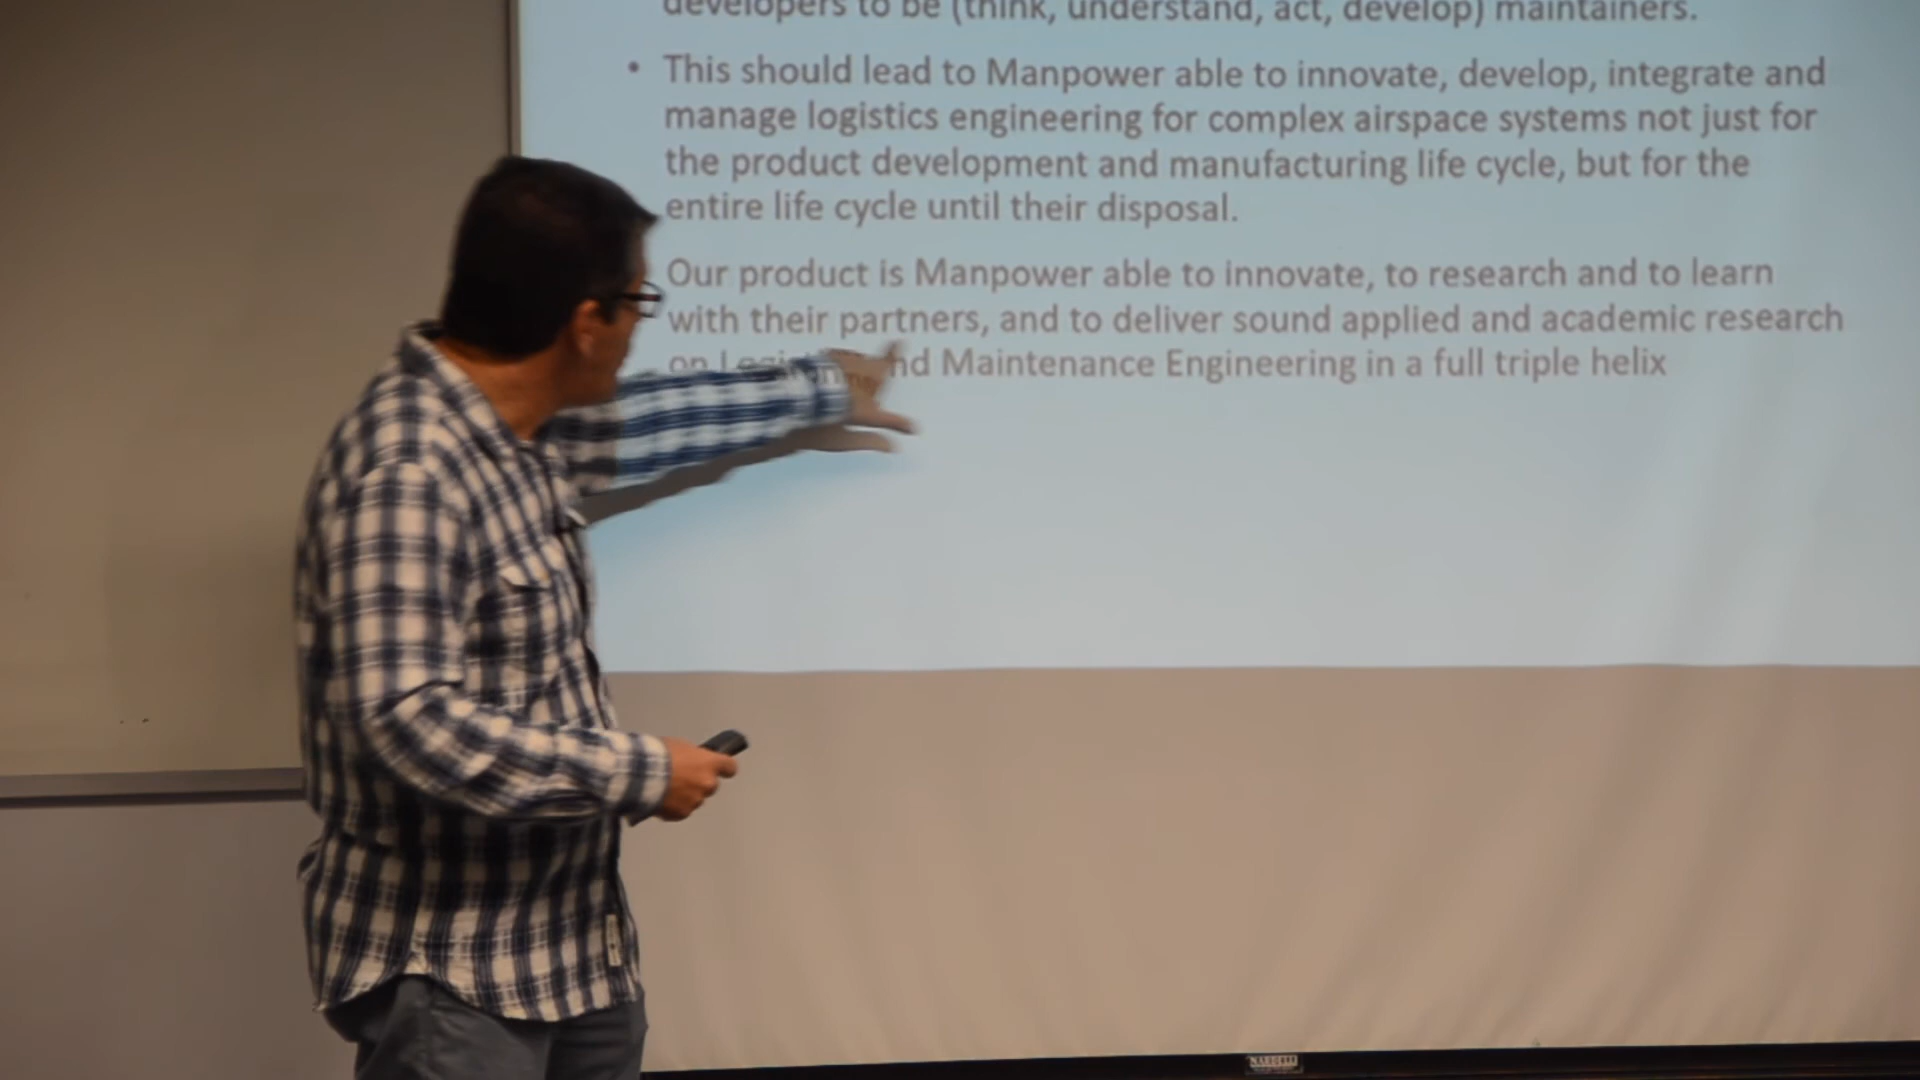 developers to be (think, understand, act, develop) maintainers.
• This should lead to Manpower able to innovate, develop, integrate and
manage logistics engineering for complex airspace systems not just for
the product development and manufacturing life cycle, but for the
entire life cycle until their disposal.
Our product is Manpower able to innovate, to research and to learn
with their partners, and to deliver sound applied and academic research
on nd Maintenance Engineering in a full triple helix